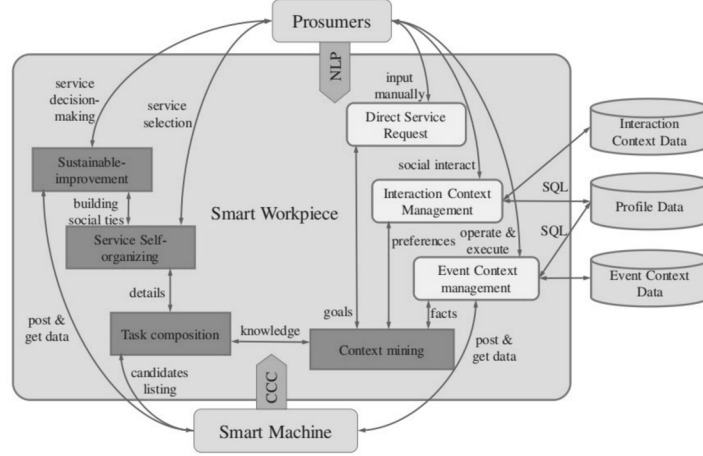 Prosumers
NLP
service
decision-
making
service
selection
input
manually
Direct Service
Request
Interaction
Context Data
Sustainable-
improvement
social interact
building
social ties
Smart Workpiece
Interaction Context
Management
SQL
Profile Data
Service Self-
organizing
preferences
operate &
execute
SQL
Event Context
management
Event Context
Data
details
goals
facts
post &
get data
Task composition
knowledge
Context mining
post &
get data
candidates
listing
CCC
Smart Machine